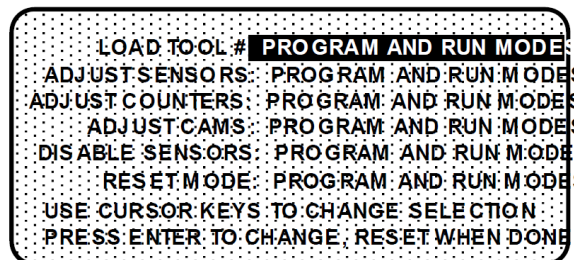 LOAD TOOL # PROGRAM AND RUN MODES
ADJUST SENSORS: PROGRAM AND RUN MODES
ADJUST COUNTERS: PROGRAM AND RUN MODES
ADJUST CAMS: PROGRAM AND RUN MODES
DISABLE SENSORS: PROGRAM AND RUN MODE
RESET MODE: PROGRAM AND RUN MODE
USE CURSOR KEYS TO CHANGE SELECTION
PRESS ENTER TO CHANGE, RESET WHEN DONE